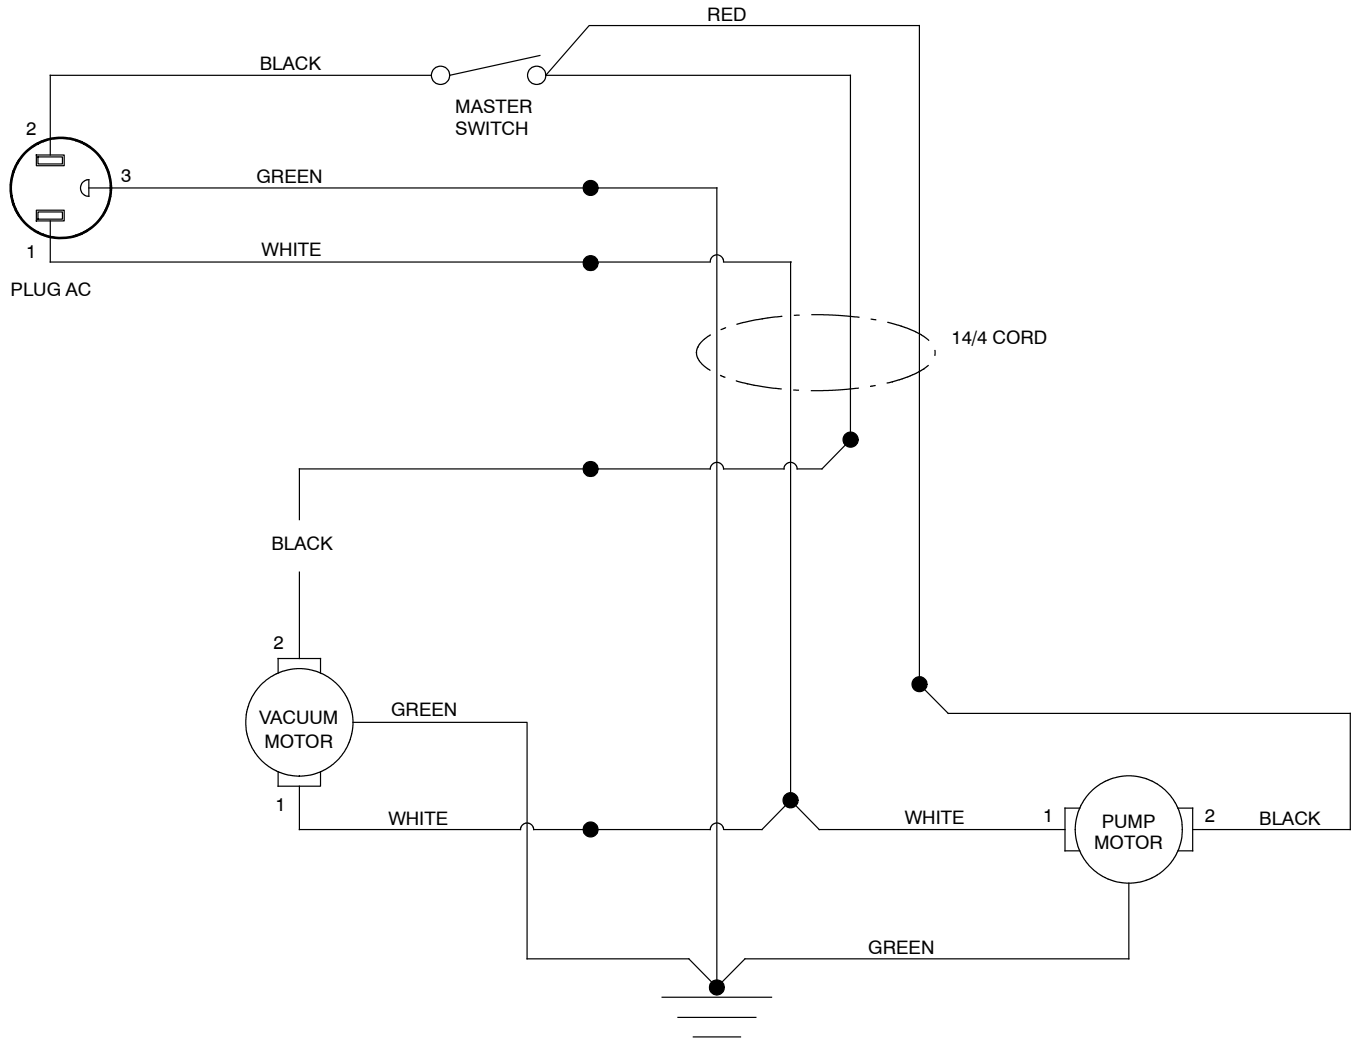 RED
BLACK
MASTER
SWITCH
2
GREEN
3
WHITE
1
PLUG AC
14/4 CORD
BLACK
2
VACUUM
MOTOR
GREEN
1
WHITE
WHITE
1
PUMP
MOTOR
2
BLACK
GREEN